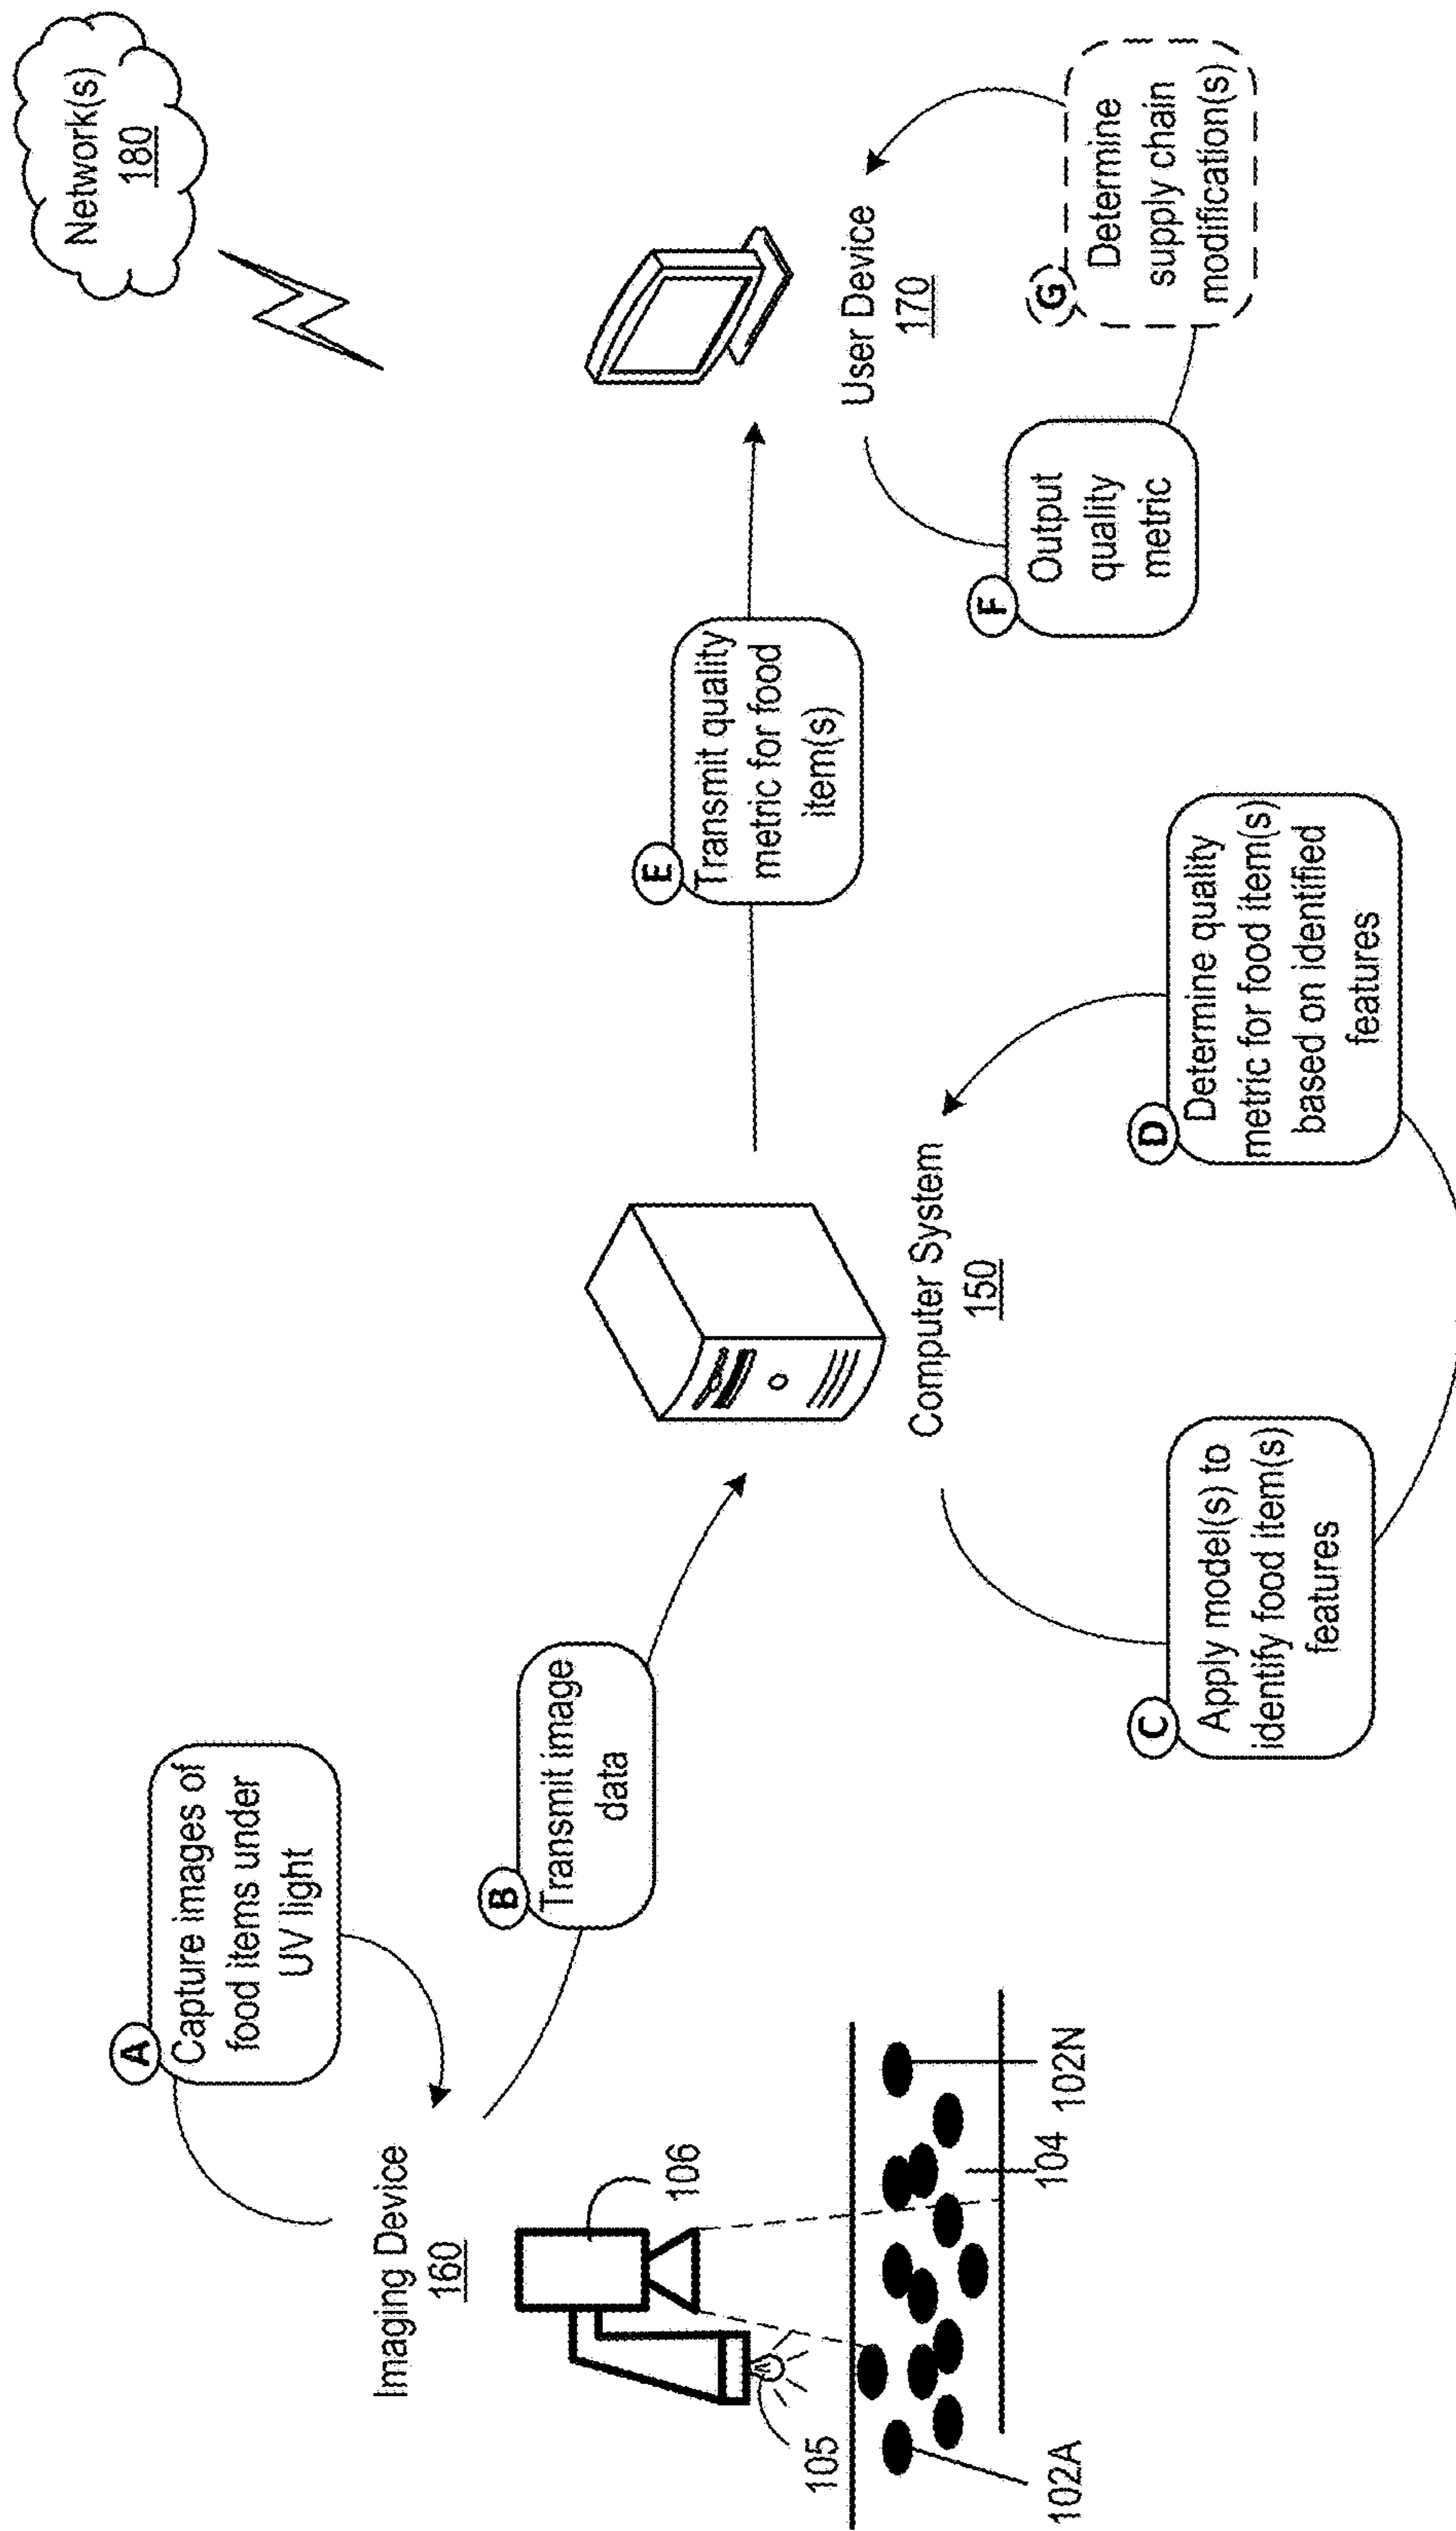 Network(s)
180
A
Capture images of
food items under
UV light
Imaging Device
160
106
105
102A
104
102N
B
Transmit image
data
Computer System
150
C
Apply model(s) to
identify food item(s)
features
D
Determine quality
metric for food item(s)
based on identified
features
E
Transmit quality
metric for food
item(s)
User Device
170
F
Output
quality
metric
G
Determine
supply chain
modification(s)